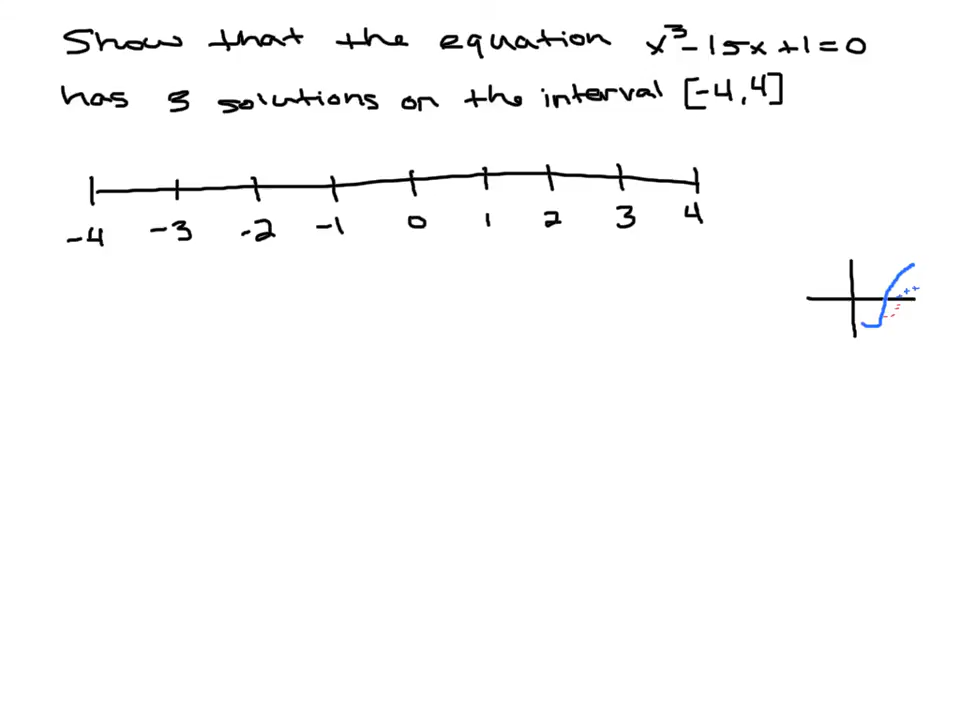 Show that the equation x³-15x+1=0
has 3 solutions on the interval [-4,4]
-4 -3 -2 -1 0 1 2 3 4